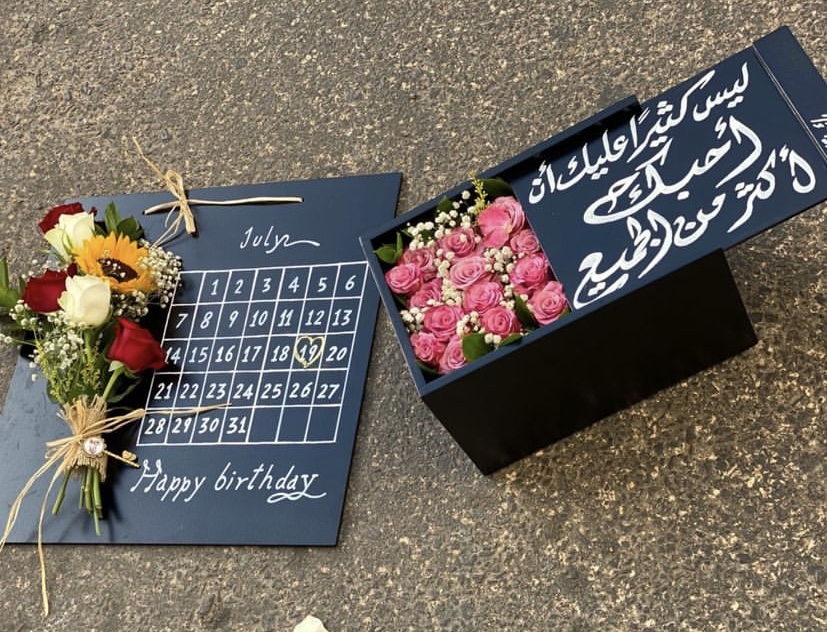 July
1 2 3 4 5 6
7 8 9 10 11 12 13
14 15 16 17 18 19 20
21 22 23 24 25 26 27
28 29 30 31
Happy birthday
ليس كثيرًا عليك أن
أحبك
أكثر من الجميع